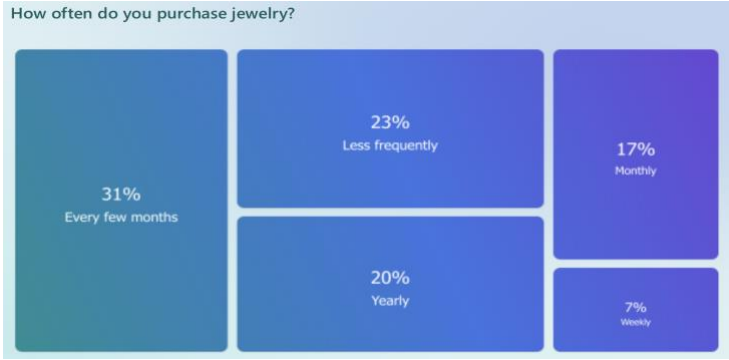 How often do you purchase jewelry?
31%
Every few months
23%
Less frequently
20%
Yearly
17%
Monthly
7%
Weekly